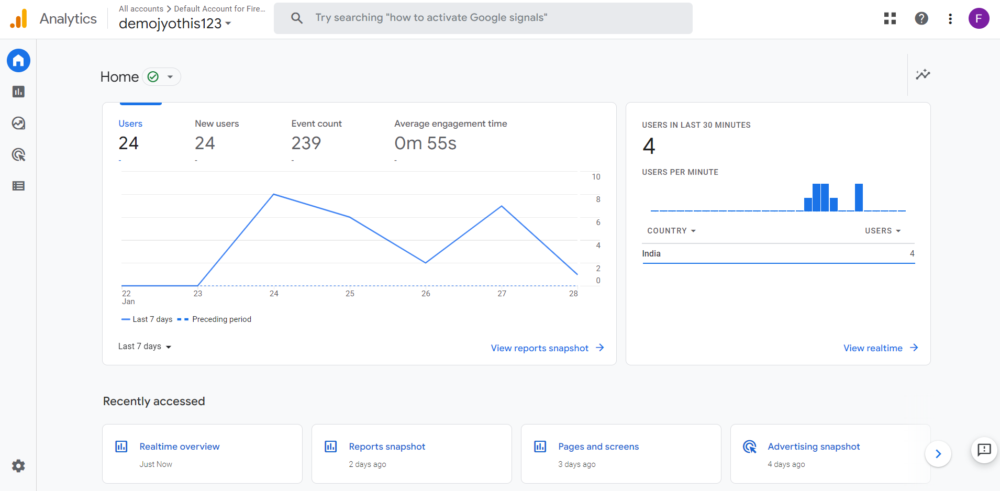 Analytics
All accounts > Default Account for Fire...
demojyothis123
Try searching "how to activate Google signals"
F
Home
Users
24
-
New users
24
-
Event count
239
-
Average engagement time
0m 55s
-
10
8
6
4
2
0
22
Jan
23
24
25
26
27
28
Last 7 days
Preceding period
Last 7 days
View reports snapshot
USERS IN LAST 30 MINUTES
4
USERS PER MINUTE
COUNTRY
USERS
India
4
View realtime
Recently accessed
Realtime overview
Just Now
Reports snapshot
2 days ago
Pages and screens
3 days ago
Advertising snapshot
4 days ago